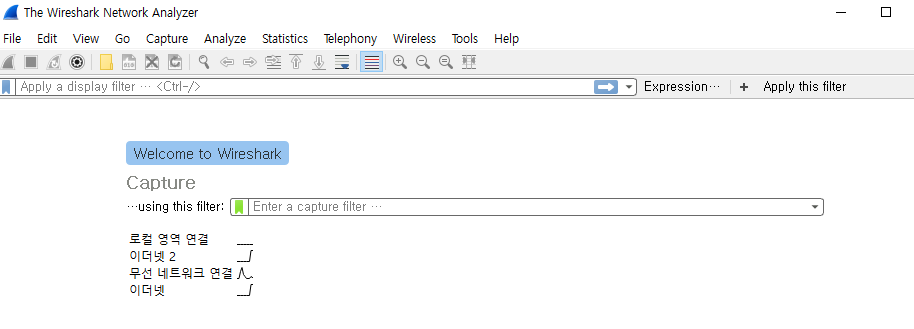 The Wireshark Network Analyzer
File Edit View Go Capture Analyze Statistics Telephony Wireless Tools Help
Apply a display filter … <Ctrl-/> Expression… + Apply this filter
Welcome to Wireshark
Capture
…using this filter: Enter a capture filter …
로컬 영역 연결
이더넷 2
무선 네트워크 연결
이더넷